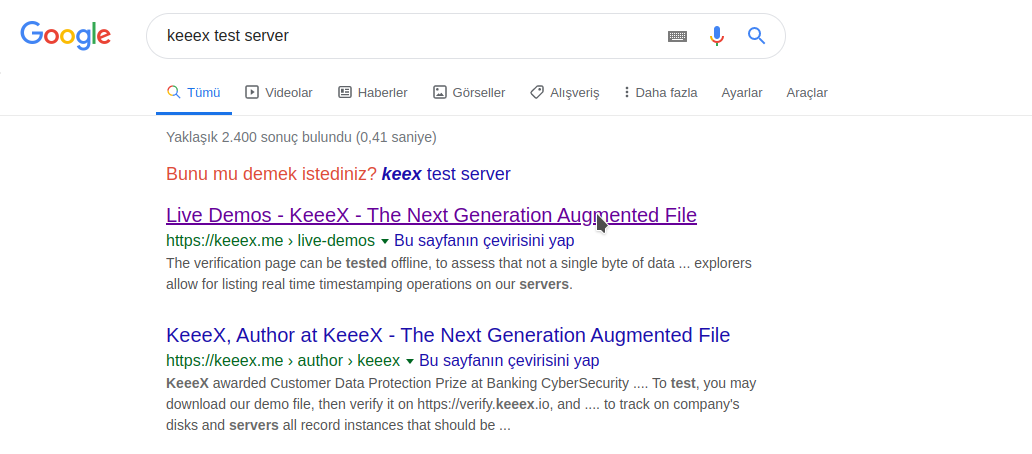 Google
keeex test server
Tümü Videolar Haberler Görseller Alışveriş Daha fazla Ayarlar Araçlar
Yaklaşık 2.400 sonuç bulundu (0,41 saniye)
Bunu mu demek istediniz? keex test server
Live Demos - KeeeX - The Next Generation Augmented File
https://keeex.me › live-demos Bu sayfanın çevirisini yap
The verification page can be tested offline, to assess that not a single byte of data ... explorers
allow for listing real time timestamping operations on our servers.
KeeeX, Author at KeeeX - The Next Generation Augmented File
https://keeex.me › author › keeex Bu sayfanın çevirisini yap
KeeeX awarded Customer Data Protection Prize at Banking CyberSecurity .... To test, you may
download our demo file, then verify it on https://verify.keeex.io, and .... to track on company's
disks and servers all record instances that should be ...